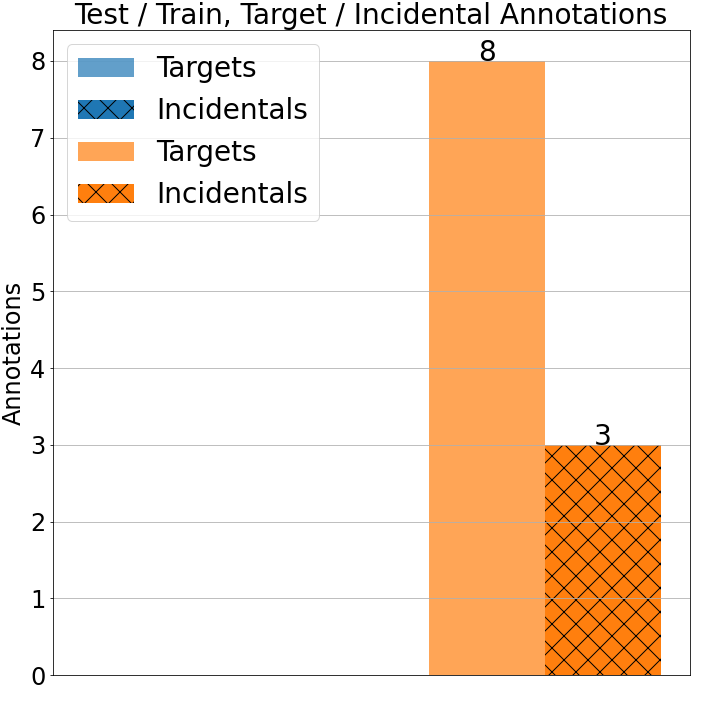 Test / Train, Target / Incidental Annotations
8
7
6
5
4
3
2
1
0
Annotations
Targets
Incidentals
Targets
Incidentals
8
3